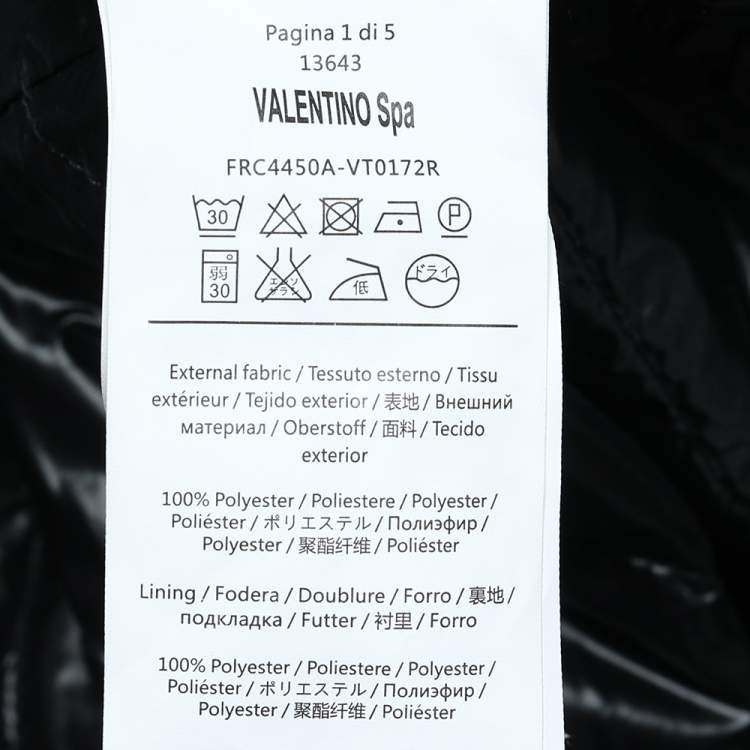 Pagina 1 di 5
13643
VALENTINO Spa
FRC4450A-VT0172R
30 P
弱 エンソ 低 ドライ
30 サラシ
External fabric / Tessuto esterno / Tissu
extérieur / Tejido exterior / 表地 / Внешний
материал / Oberstoff / 面料 / Tecido
exterior
100% Polyester / Poliestere / Polyester /
Poliéster / ポリエステル / Полиэфир /
Polyester / 聚酯纤维 / Poliéster
Lining / Fodera / Doublure / Forro / 裏地 /
подкладка / Futter / 衬里 / Forro
100% Polyester / Poliestere / Polyester /
Poliéster / ポリエステル / Полиэфир /
Polyester / 聚酯纤维 / Poliéster